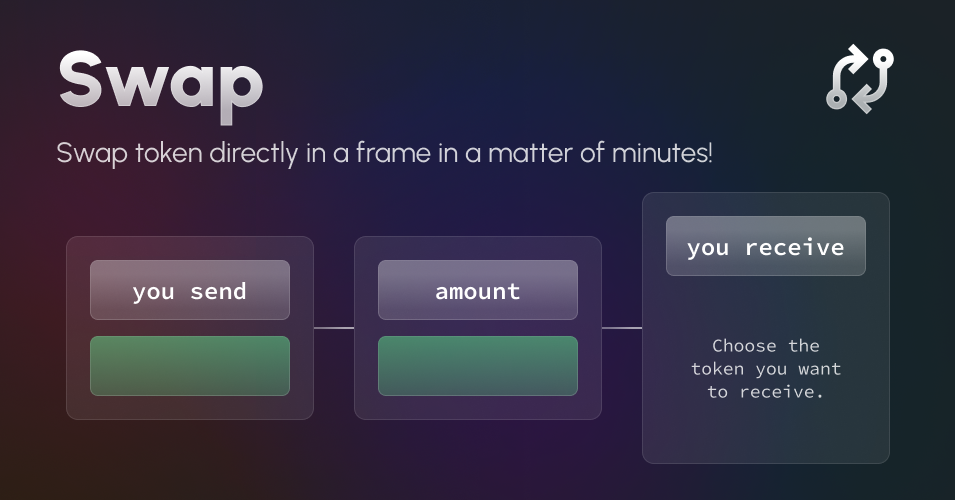 Swap
Swap token directly in a frame in a matter of minutes!
you send
amount
you receive
Choose the
token you want
to receive.